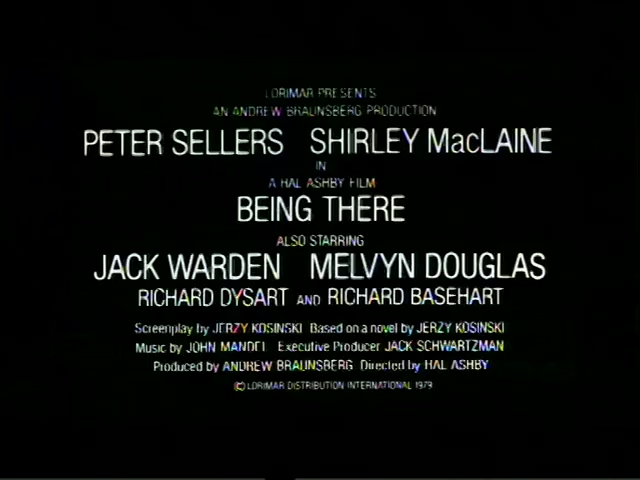 LORIMAR PRESENTS
AN ANDREW BRAUNSBERG PRODUCTION
PETER SELLERS SHIRLEY MacLAINE
IN
A HAL ASHBY FILM
BEING THERE
ALSO STARRING
JACK WARDEN MELVYN DOUGLAS
RICHARD DYSART AND RICHARD BASEHART
Screenplay by JERZY KOSINSKI Based on a novel by JERZY KOSINSKI
Music by JOHN MANDEL Executive Producer JACK SCHWARTZMAN
Produced by ANDREW BRAUNSBERG Directed by HAL ASHBY
© LORIMAR DISTRIBUTION INTERNATIONAL 1979